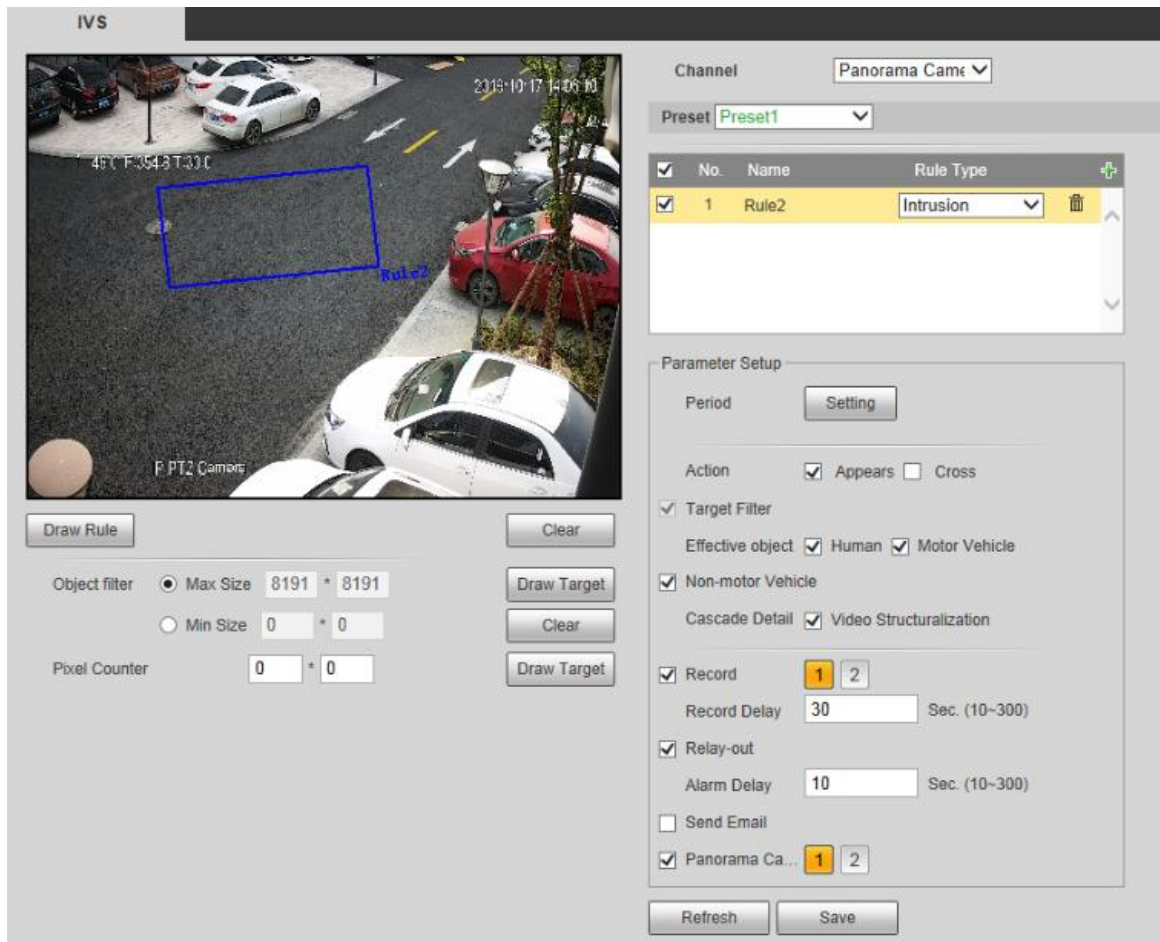 IVS
2019-10-17 14:06:10
Rule2
P PTZ Camera
Draw Rule
Clear
Object filter Max Size 8191 * 8191 Draw Target
Min Size 0 * 0 Clear
Pixel Counter 0 * 0 Draw Target
Channel Panorama Came
Preset Preset1
No. Name Rule Type
1 Rule2 Intrusion
Parameter Setup
Period Setting
Action Appears Cross
Target Filter
Effective object Human Motor Vehicle
Non-motor Vehicle
Cascade Detail Video Structuralization
Record 1 2
Record Delay 30 Sec. (10~300)
Relay-out
Alarm Delay 10 Sec. (10~300)
Send Email
Panorama Ca... 1 2
Refresh Save